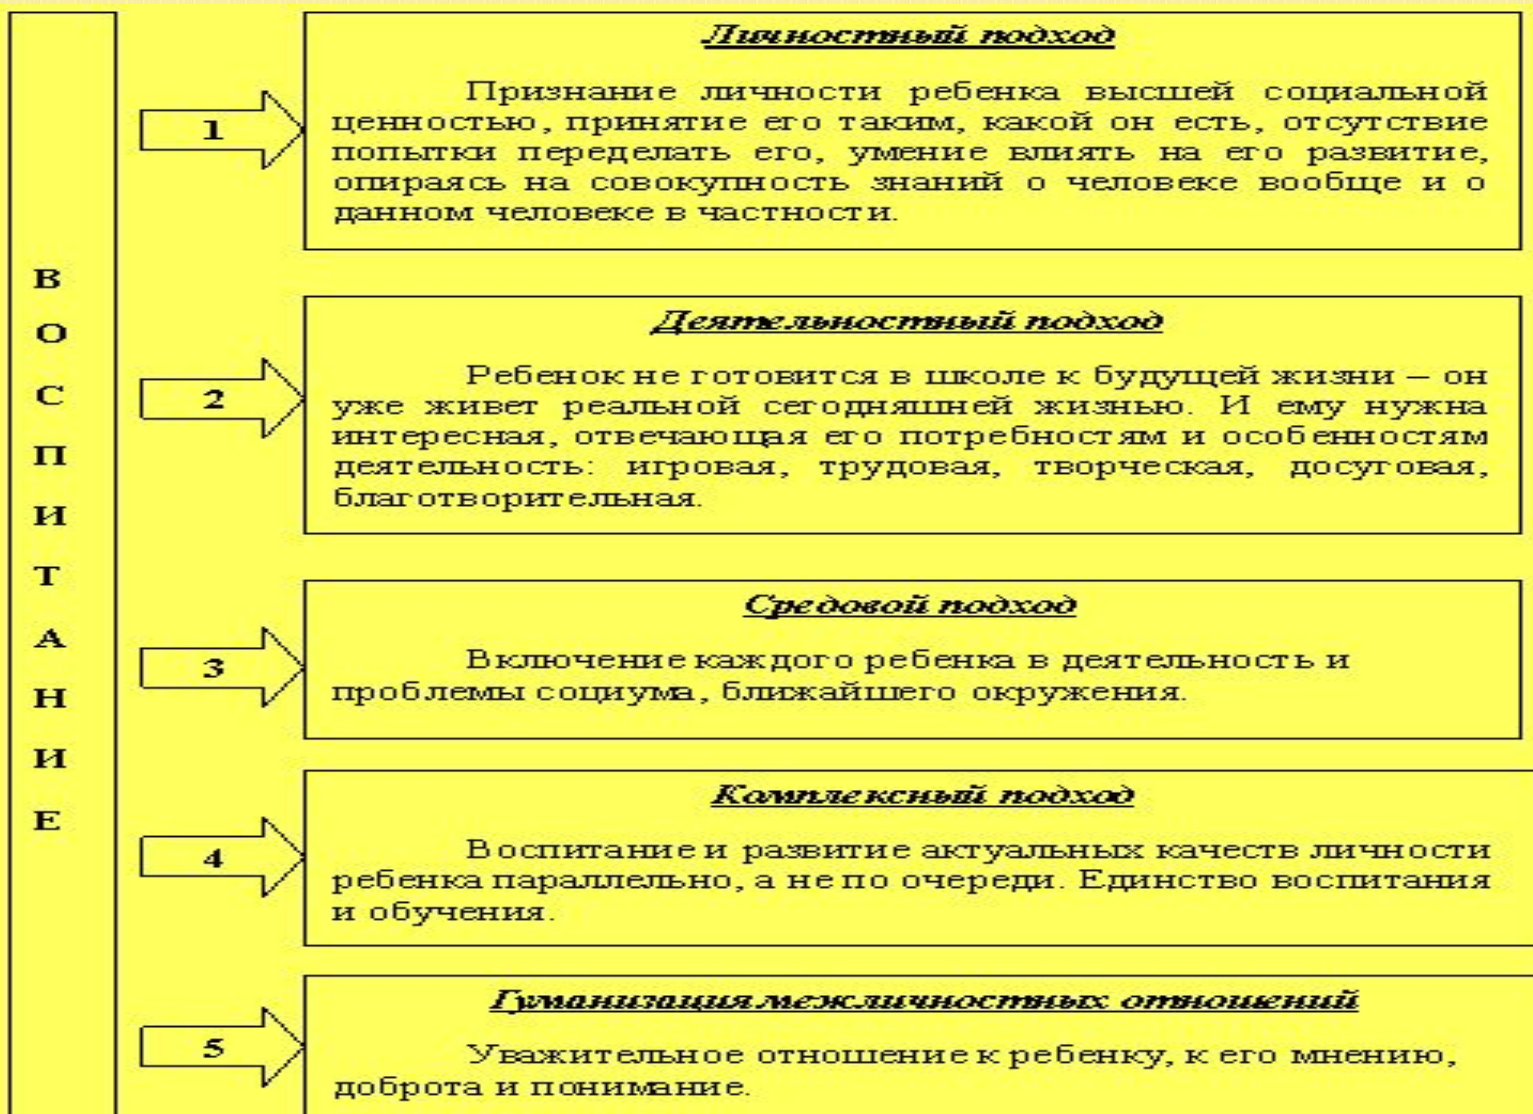 ВОСПИТАНИЕ
1
Личностный подход
Признание личности ребенка высшей социальной
ценностью, принятие его таким, какой он есть, отсутствие
попытки переделать его, умение влиять на его развитие,
опираясь на совокупность знаний о человеке вообще и о
данном человеке в частности.
2
Деятельностный подход
Ребенок не готовится в школе к будущей жизни – он
уже живет реальной сегодняшней жизнью. И ему нужна
интересная, отвечающая его потребностям и особенностям
деятельность: игровая, трудовая, творческая, досуговая,
благотворительная.
3
Средовой подход
Включение каждого ребенка в деятельность и
проблемы социума, ближайшего окружения.
4
Комплексный подход
Воспитание и развитие актуальных качеств личности
ребенка параллельно, а не по очереди. Единство воспитания
и обучения.
5
Гуманизация межличностных отношений
Уважительное отношение к ребенку, к его мнению,
доброта и понимание.